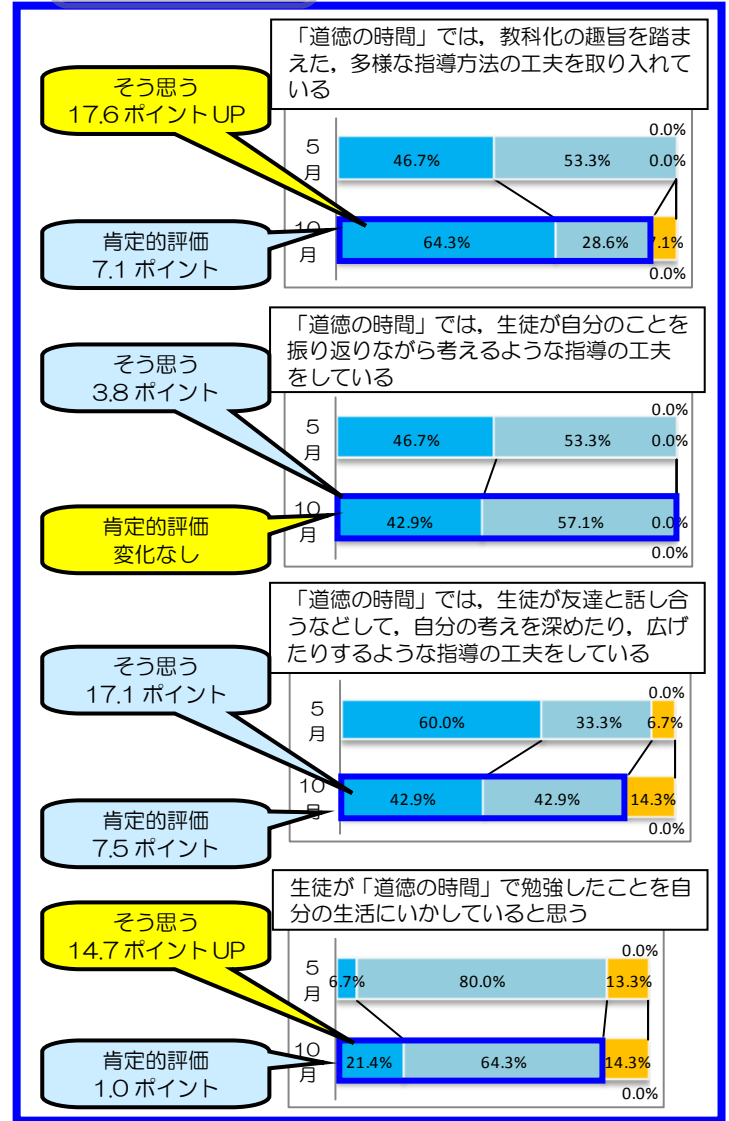 「道徳の時間」では，教科化の趣旨を踏ま
えた，多様な指導方法の工夫を取り入れて
いる
そう思う
17.6 ポイント UP
肯定的評価
7.1 ポイント
0.0%
5
月
46.7%
53.3%
0.0%
10
月
64.3%
28.6%
7.1%
0.0%
「道徳の時間」では，生徒が自分のことを
振り返りながら考えるような指導の工夫
をしている
そう思う
3.8 ポイント
肯定的評価
変化なし
0.0%
5
月
46.7%
53.3%
0.0%
10
月
42.9%
57.1%
0.0%
0.0%
「道徳の時間」では，生徒が友達と話し合
うなどして，自分の考えを深めたり，広げ
たりするような指導の工夫をしている
そう思う
17.1 ポイント
肯定的評価
7.5 ポイント
0.0%
5
月
60.0%
33.3%
6.7%
10
月
42.9%
42.9%
14.3%
0.0%
生徒が「道徳の時間」で勉強したことを自
分の生活にいかしていると思う
そう思う
14.7 ポイント UP
肯定的評価
1.0 ポイント
0.0%
5
月
6.7%
80.0%
13.3%
10
月
21.4%
64.3%
14.3%
0.0%